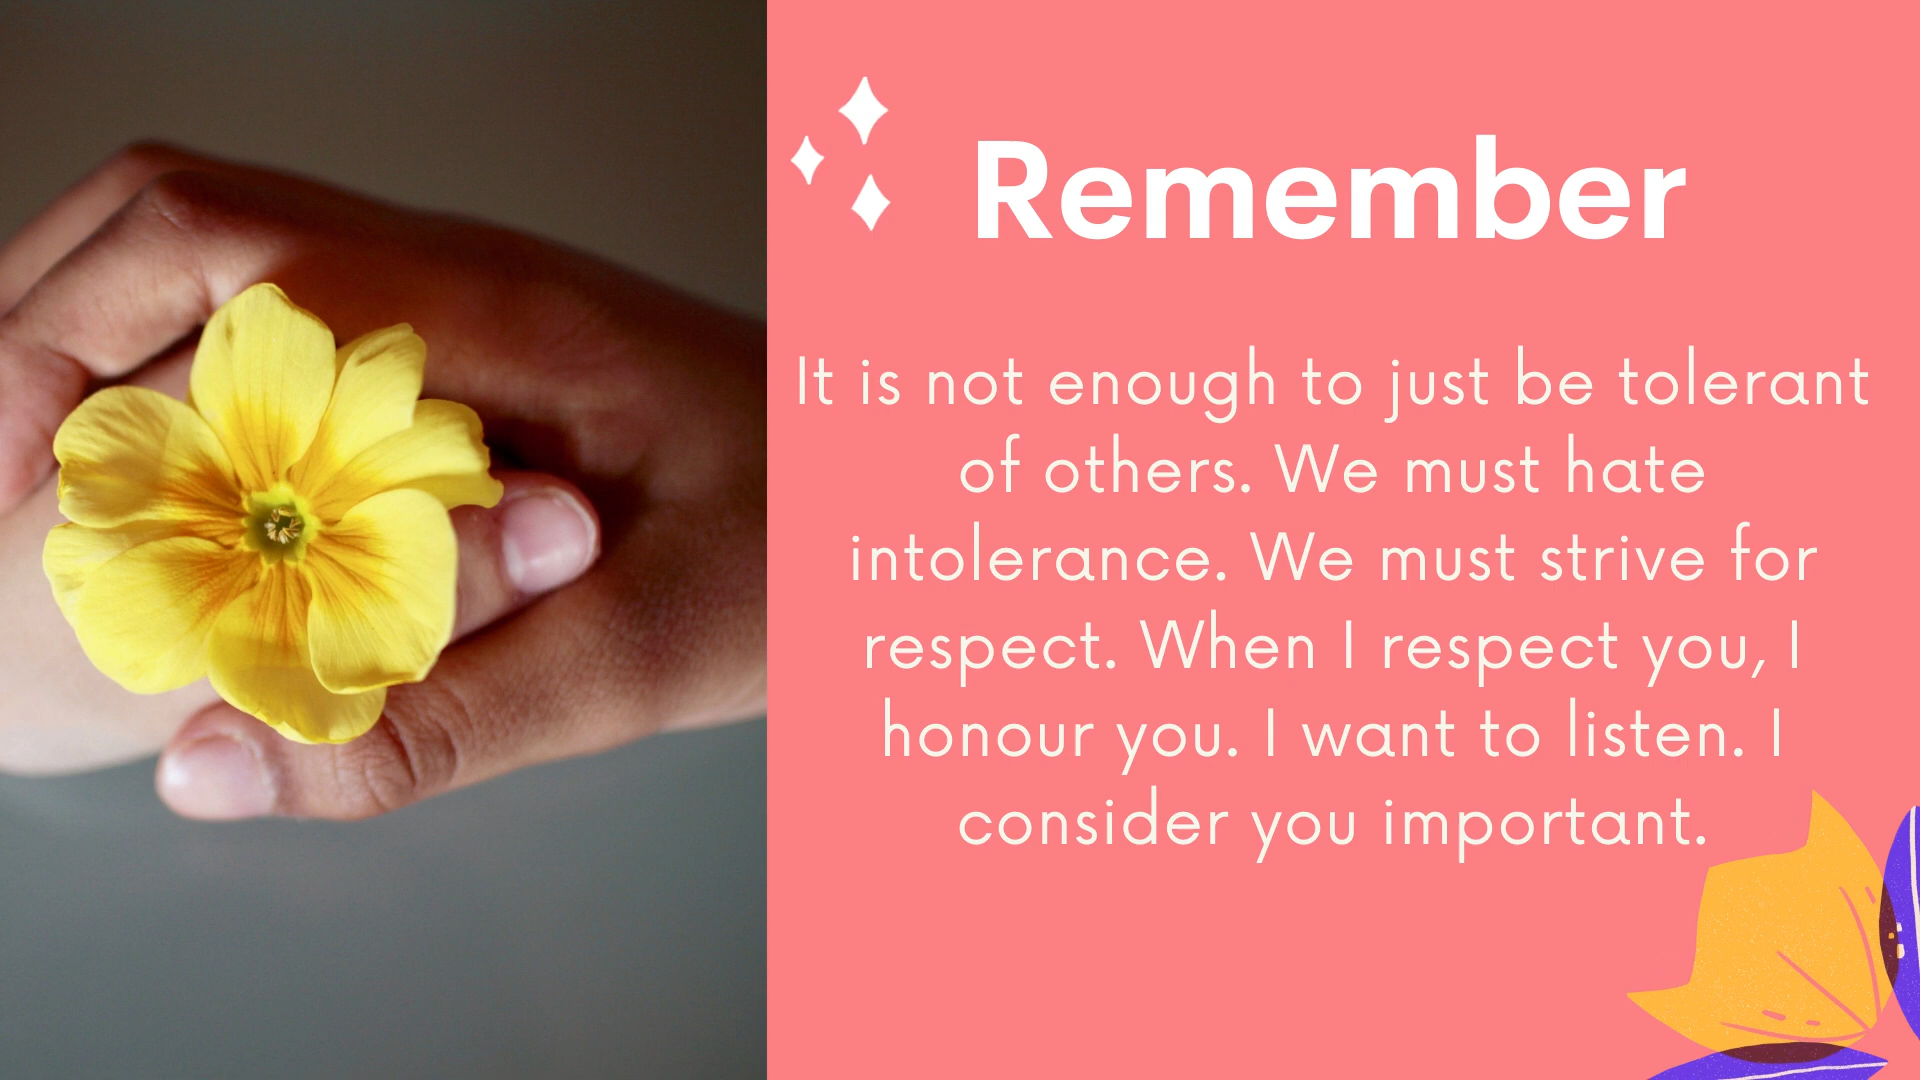 Remember
It is not enough to just be tolerant
of others. We must hate
intolerance. We must strive for
respect. When I respect you, I
honour you. I want to listen. I
consider you important.